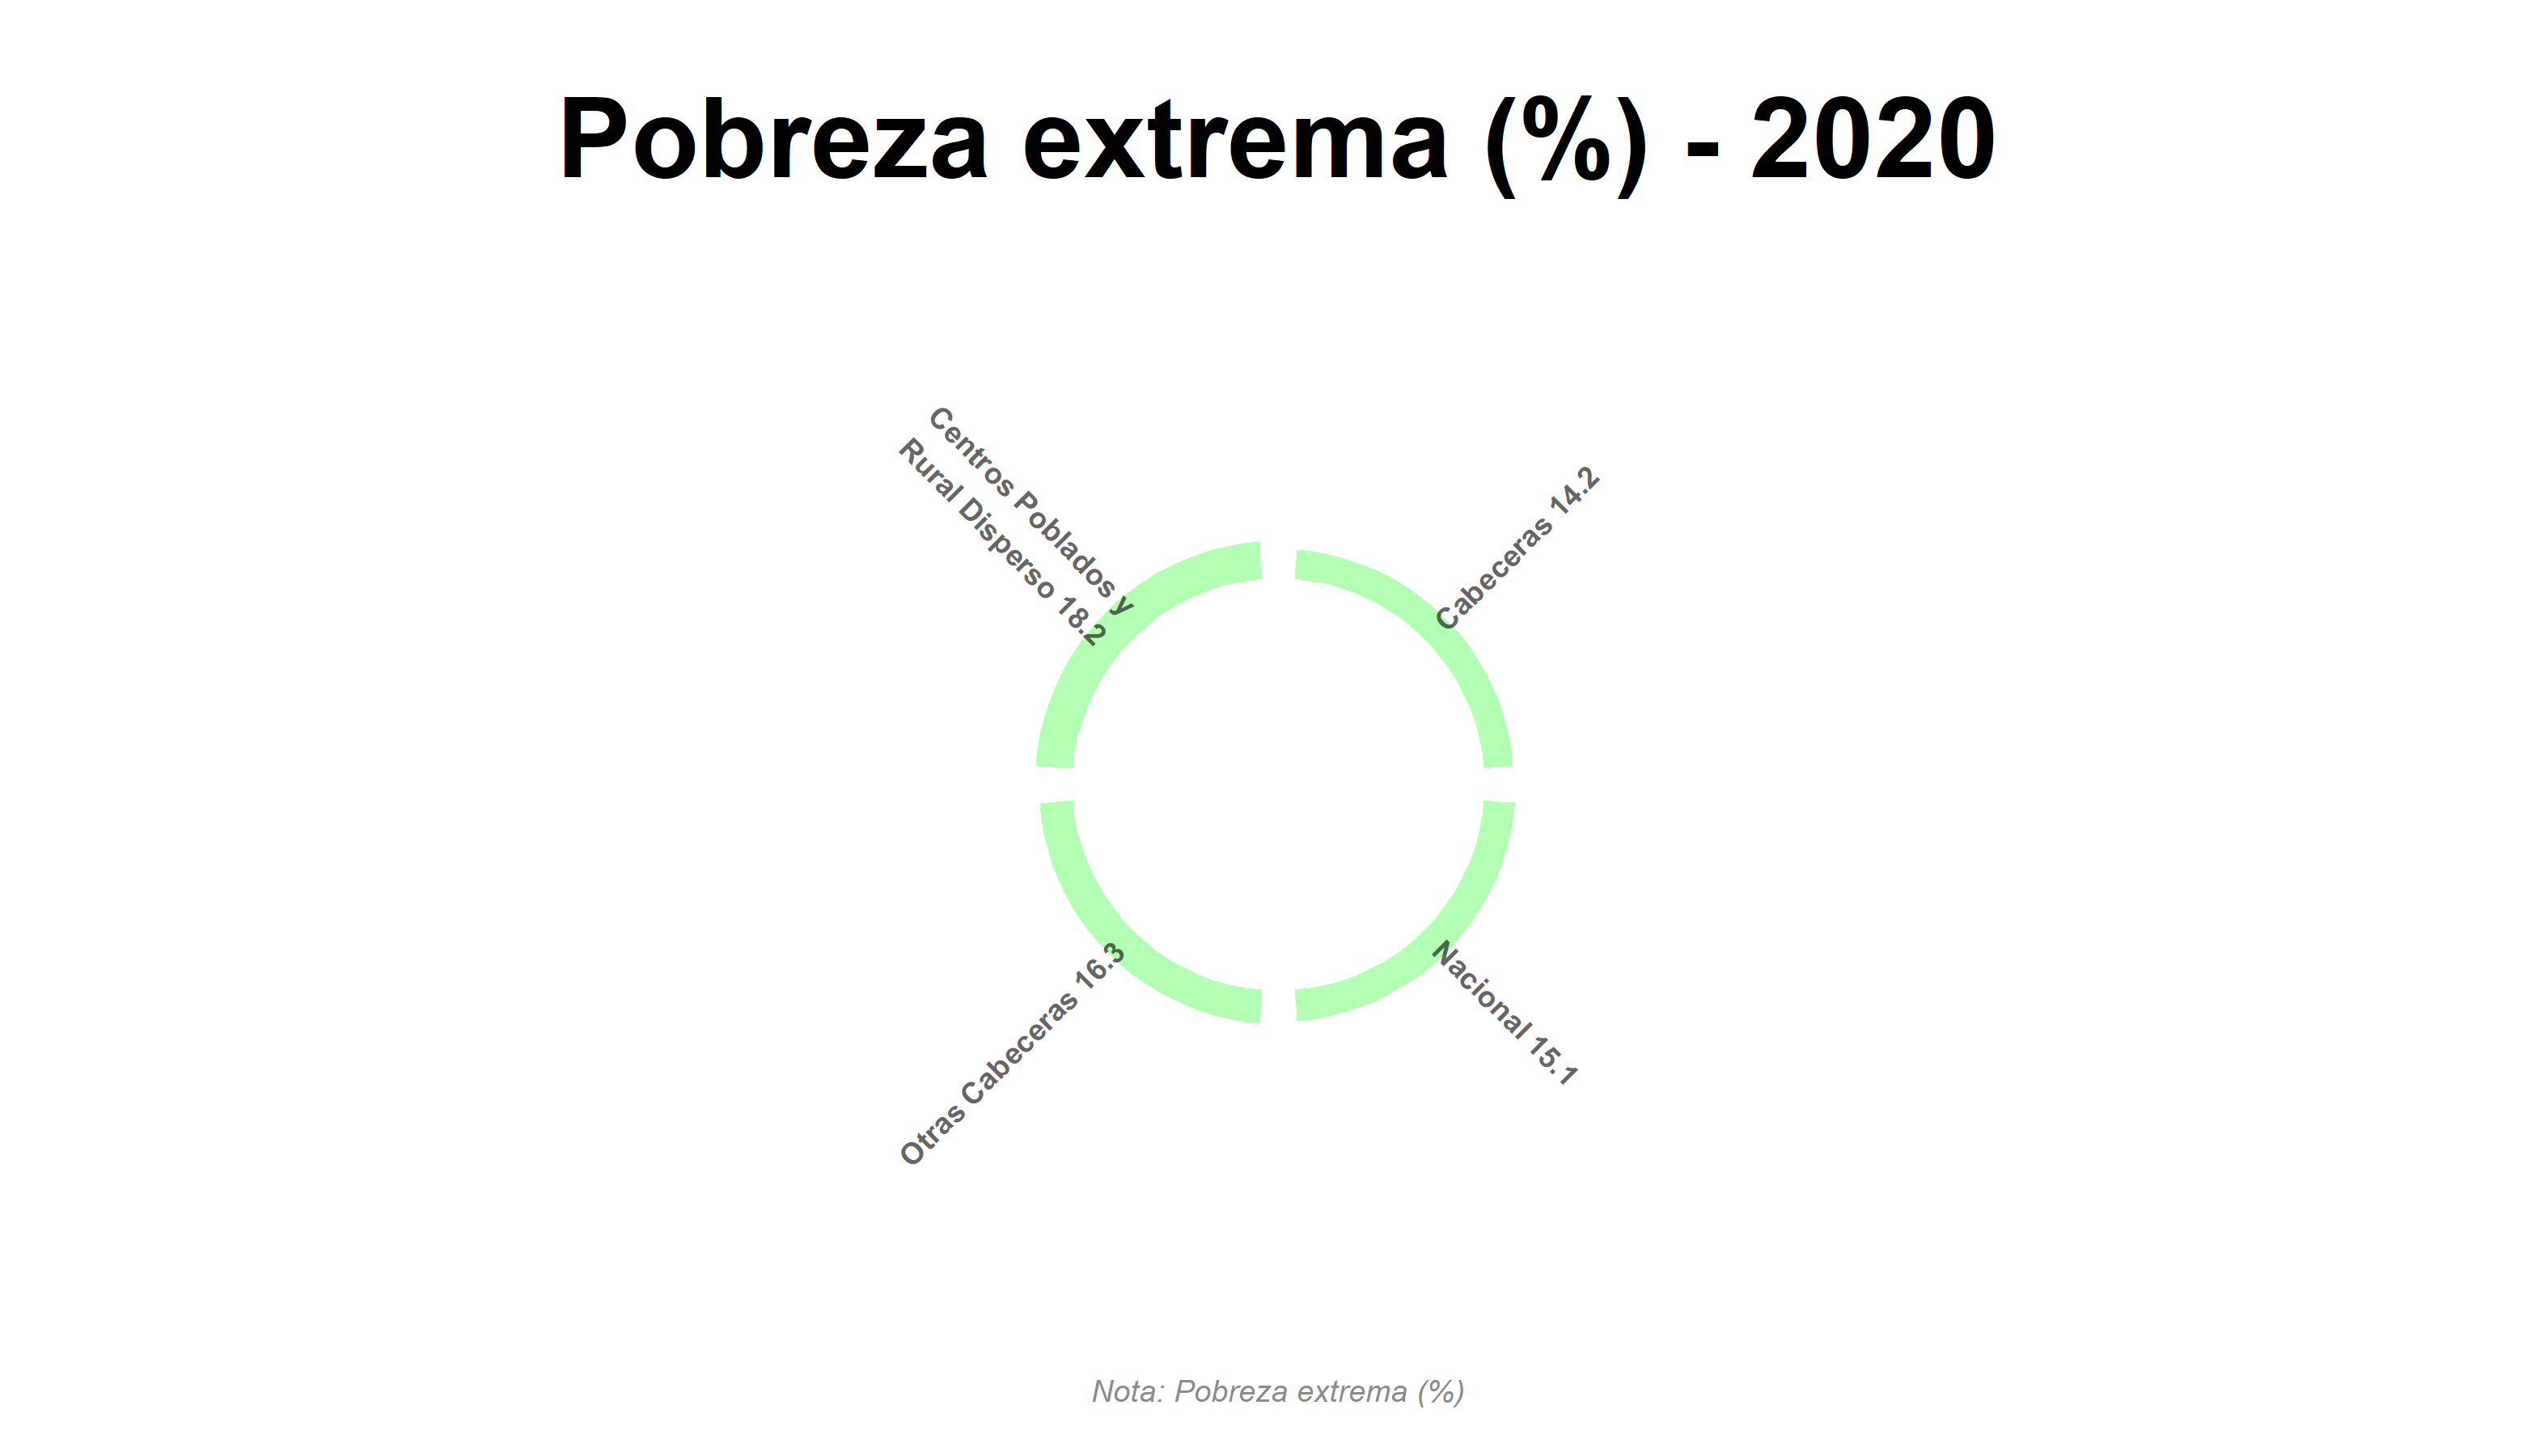 Pobreza extrema (%) - 2020
Centros Poblados y
Rural Disperso 18.2
Cabeceras 14.2
Otras Cabeceras 16.3
Nacional 15.1
Nota: Pobreza extrema (%)